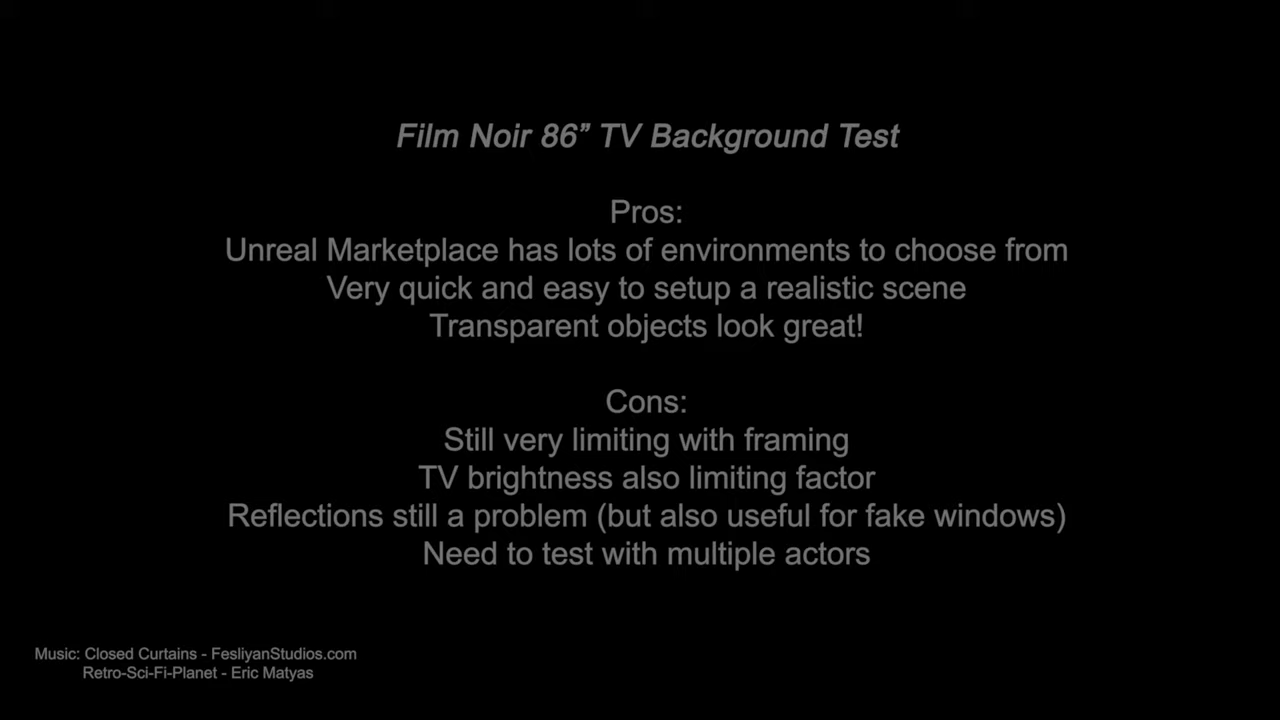 Film Noir 86” TV Background Test
Pros:
Unreal Marketplace has lots of environments to choose from
Very quick and easy to setup a realistic scene
Transparent objects look great!
Cons:
Still very limiting with framing
TV brightness also limiting factor
Reflections still a problem (but also useful for fake windows)
Need to test with multiple actors
Music: Closed Curtains - FesliyanStudios.com
Retro-Sci-Fi-Planet - Eric Matyas